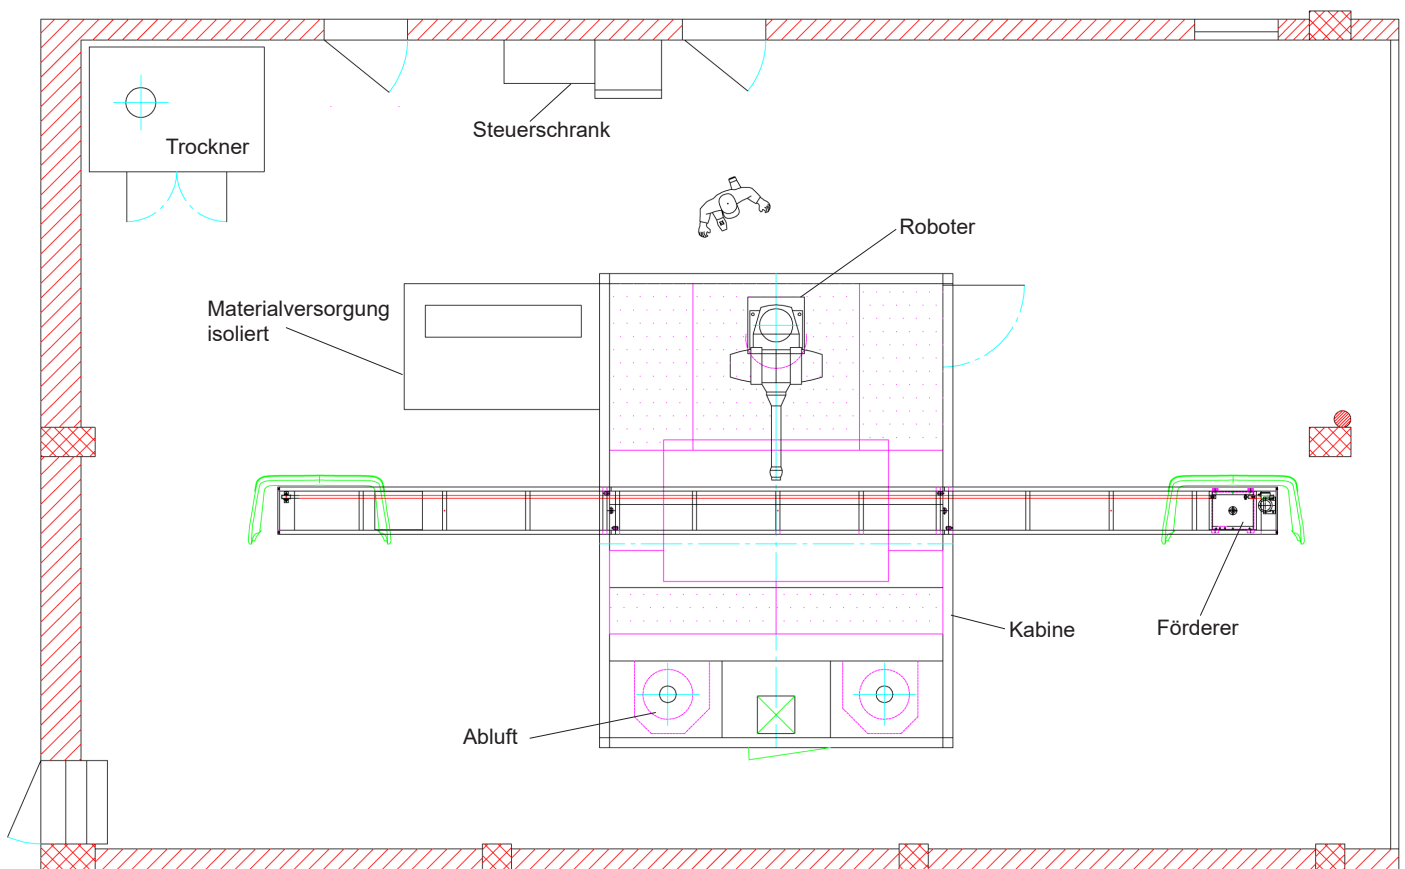 Steuerschrank
Trockner
Roboter
Materialversorgung
isoliert
Kabine
Förderer
Abluft